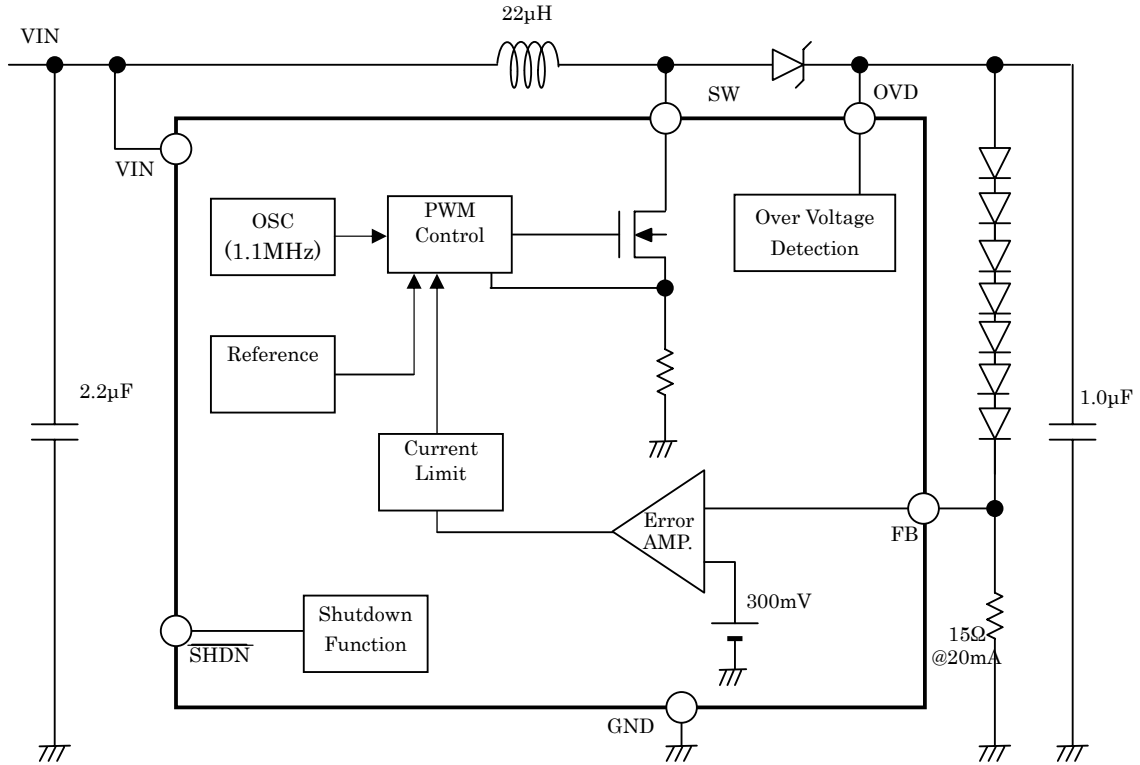 22µH
VIN
SW
OVD
VIN
OSC
(1.1MHz)
PWM
Control
Over Voltage
Detection
Reference
2.2µF
1.0µF
Current
Limit
Error
AMP.
FB
300mV
Shutdown
Function
SHDN
15Ω
@20mA
GND